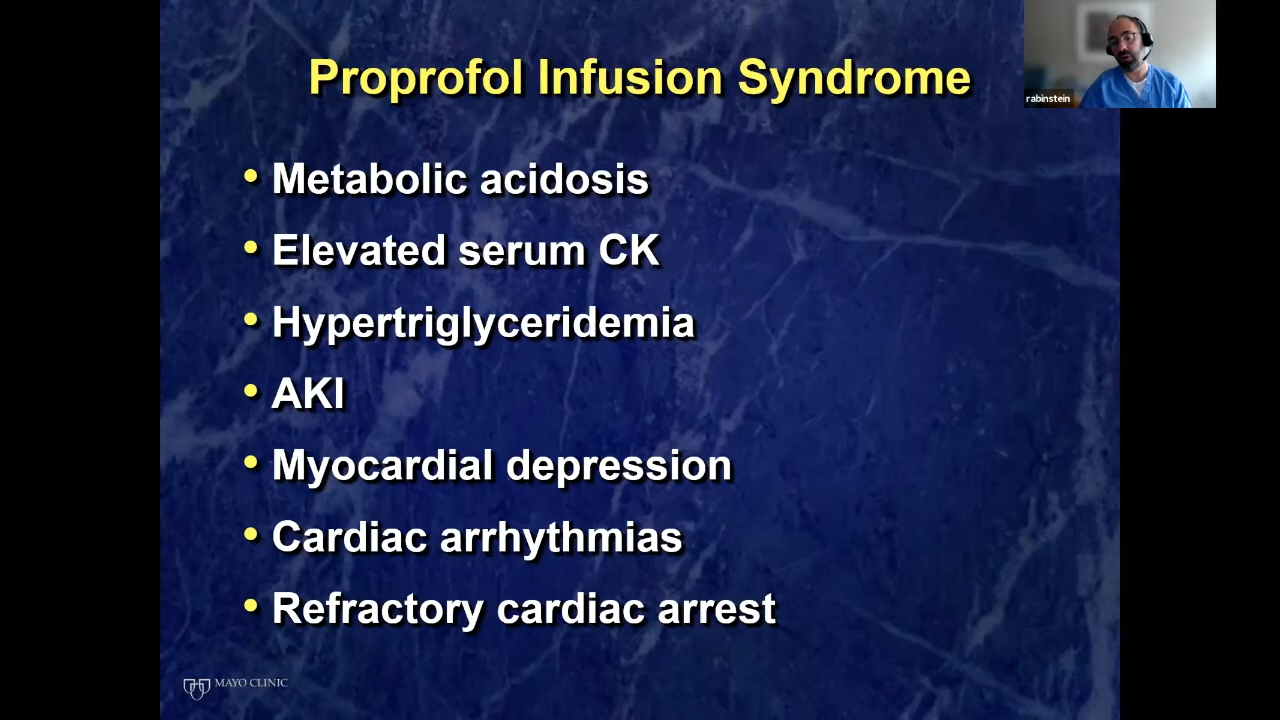 Proprofol Infusion Syndrome
rabinstein
• Metabolic acidosis
• Elevated serum CK
• Hypertriglyceridemia
• AKI
• Myocardial depression
• Cardiac arrhythmias
• Refractory cardiac arrest
MAYO CLINIC